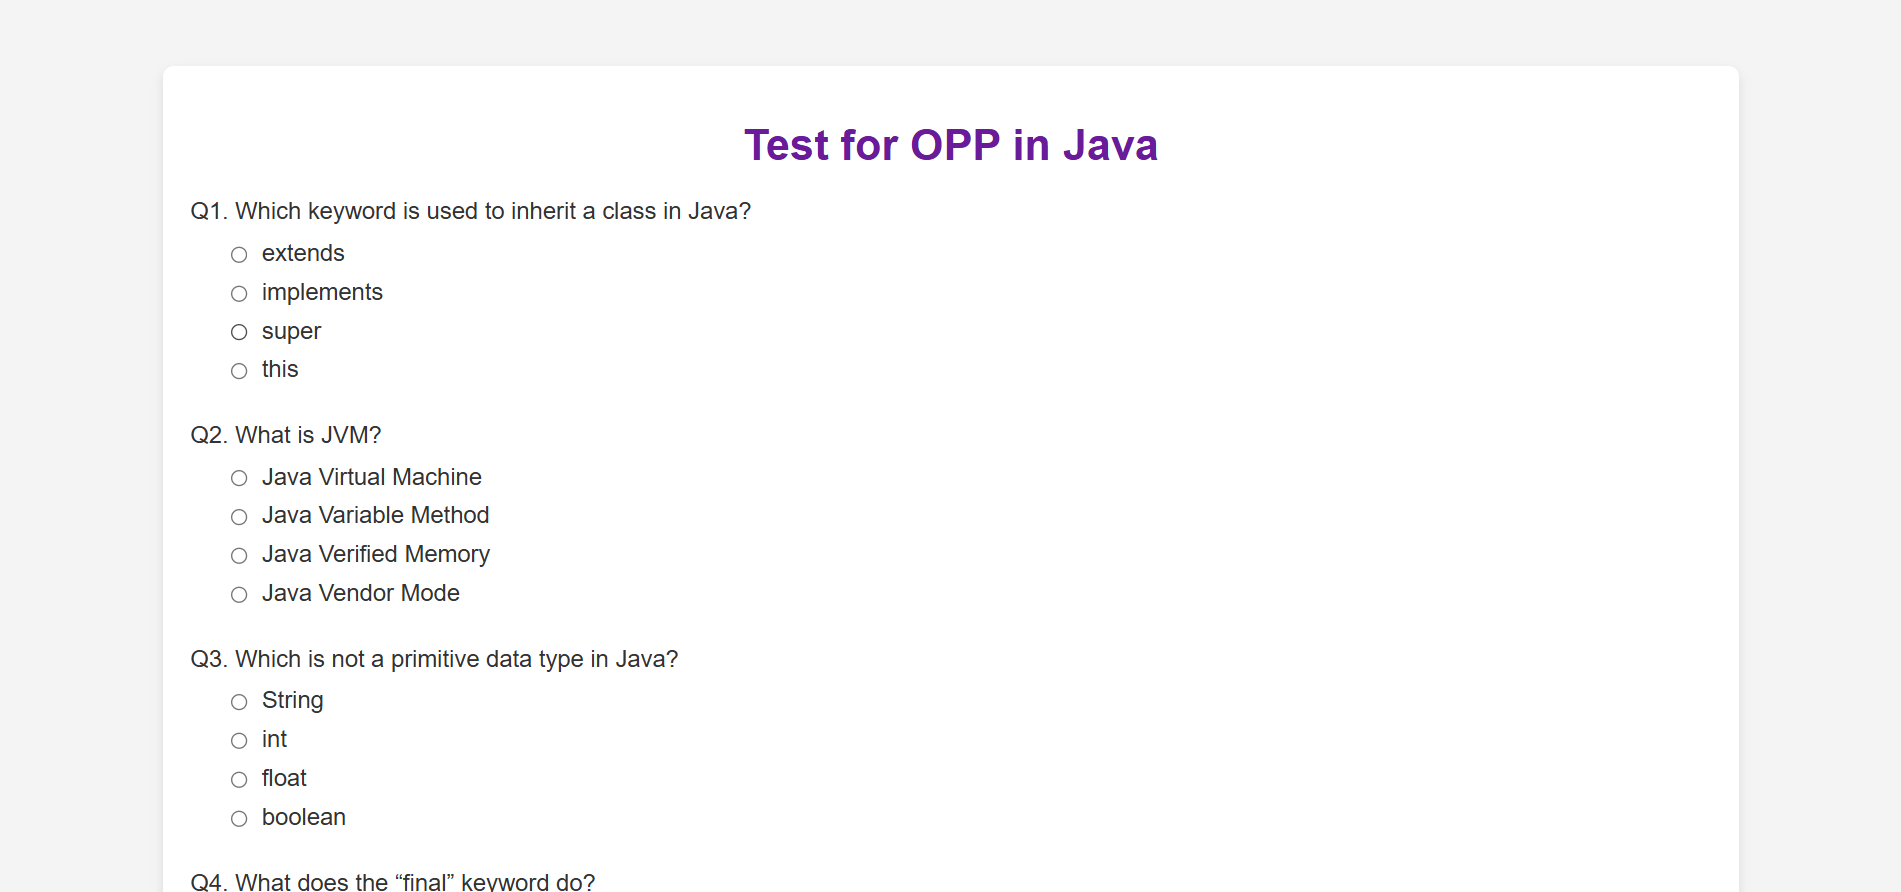 Test for OPP in Java
Q1. Which keyword is used to inherit a class in Java?
extends
implements
super
this
Q2. What is JVM?
Java Virtual Machine
Java Variable Method
Java Verified Memory
Java Vendor Mode
Q3. Which is not a primitive data type in Java?
String
int
float
boolean
Q4. What does the “final” keyword do?